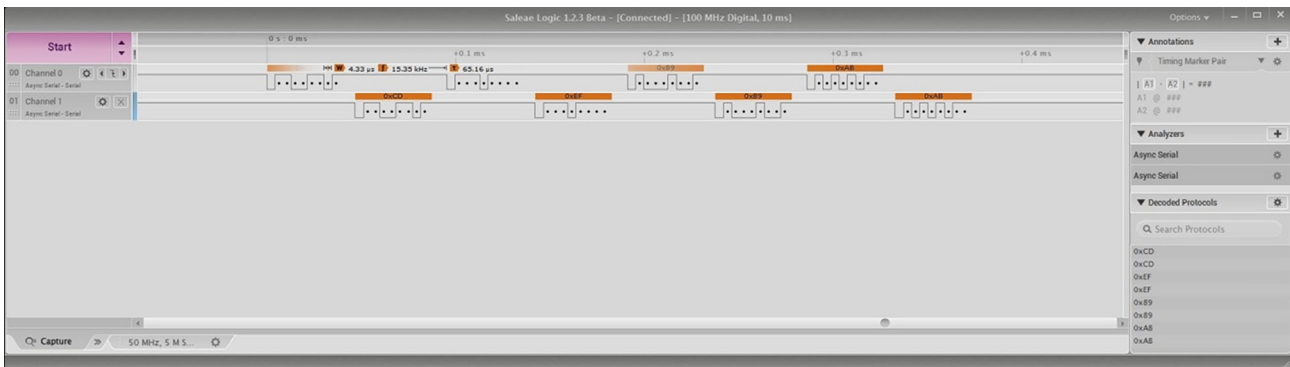 Saleae Logic 1.2.3 Beta - [Connected] - [100 MHz Digital, 10 ms]
Options
Start
0 s : 0 ms
+0.1 ms
+0.2 ms
+0.3 ms
+0.4 ms
00 Channel 0
Async Serial - Serial
W 4.33 µs f 15.35 kHz T 65.16 µs
0x89
0xAB
01 Channel 1
Async Serial - Serial
0xCD
0xEF
0x89
0xAB
Annotations
Timing Marker Pair
| A1 - A2 | = ###
A1 @ ###
A2 @ ###
Analyzers
Async Serial
Async Serial
Decoded Protocols
Search Protocols
0xCD
0xCD
0xEF
0xEF
0x89
0x89
0xAB
0xAB
Capture
50 MHz, 5 M S...